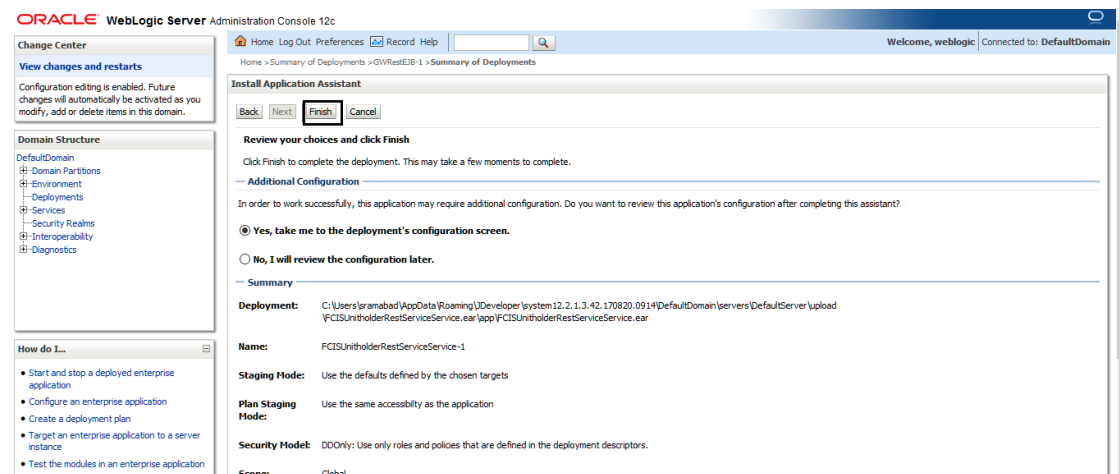 ORACLE WebLogic Server Administration Console 12c
Change Center
View changes and restarts
Configuration editing is enabled. Future
changes will automatically be activated as you
modify, add or delete items in this domain.
Domain Structure
DefaultDomain
Domain Partitions
Environment
Deployments
Services
Security Realms
Interoperability
Diagnostics
How do I...
Start and stop a deployed enterprise
application
Configure an enterprise application
Create a deployment plan
Target an enterprise application to a server
instance
Test the modules in an enterprise application
Home Log Out Preferences Record Help
Welcome, weblogic Connected to: DefaultDomain
Home >Summary of Deployments >GWRestEJB-1 >Summary of Deployments
Install Application Assistant
Back Next Finish Cancel
Review your choices and click Finish
Click Finish to complete the deployment. This may take a few moments to complete.
Additional Configuration
In order to work successfully, this application may require additional configuration. Do you want to review this application's configuration after completing this assistant?
Yes, take me to the deployment's configuration screen.
No, I will review the configuration later.
Summary
Deployment: C:\Users\sramabad\AppData\Roaming\JDeveloper\system12.2.1.3.42.170820.0914\DefaultDomain\servers\DefaultServer\upload
\FCISUnitholderRestServiceService.ear\app\FCISUnitholderRestServiceService.ear
Name: FCISUnitholderRestServiceService-1
Staging Mode: Use the defaults defined by the chosen targets
Plan Staging Use the same accessibilty as the application
Mode:
Security Model: DDOnly: Use only roles and policies that are defined in the deployment descriptors.
Scope: Global